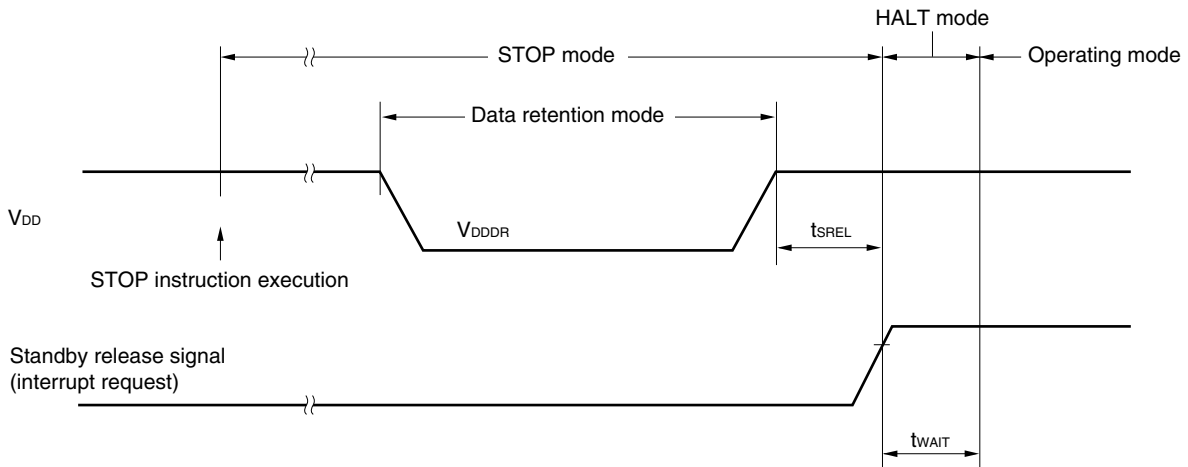 HALT mode
STOP mode
Operating mode
Data retention mode
VDD
VDDDR
tSREL
STOP instruction execution
Standby release signal
(interrupt request)
tWAIT